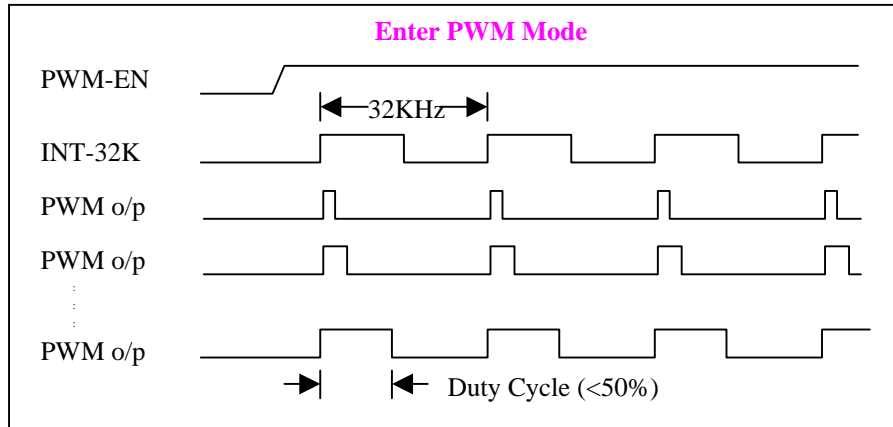 Enter PWM Mode
PWM-EN
32KHz
INT-32K
PWM o/p
PWM o/p
PWM o/p
Duty Cycle (<50%)